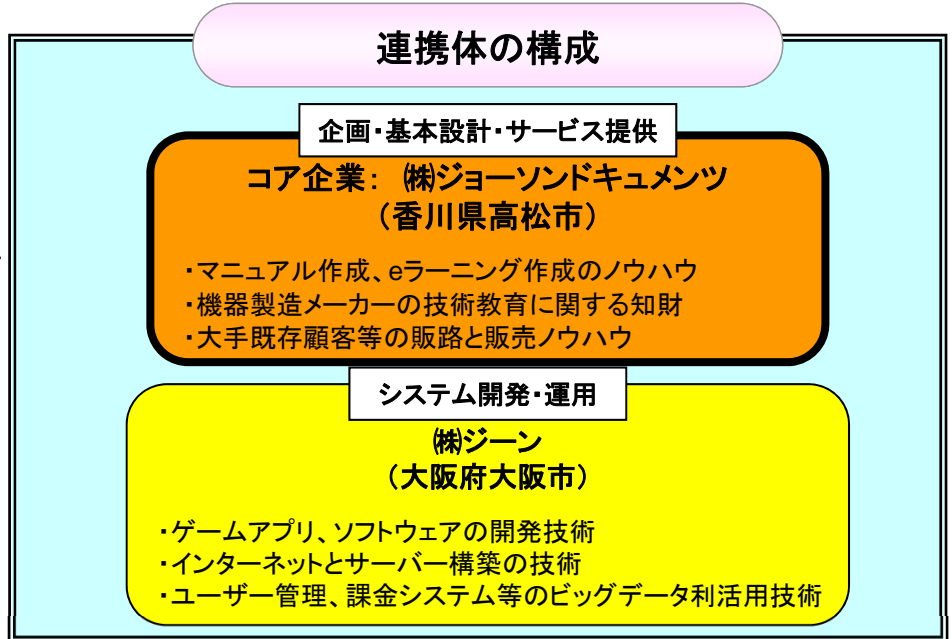 連携体の構成
企画・基本設計・サービス提供
コア企業： ㈱ジョーソンドキュメンツ
（香川県高松市）
・マニュアル作成、eラーニング作成のノウハウ
・機器製造メーカーの技術教育に関する知財
・大手既存顧客等の販路と販売ノウハウ
システム開発・運用
㈱ジーン
（大阪府大阪市）
・ゲームアプリ、ソフトウェアの開発技術
・インターネットとサーバー構築の技術
・ユーザー管理、課金システム等のビッグデータ利活用技術